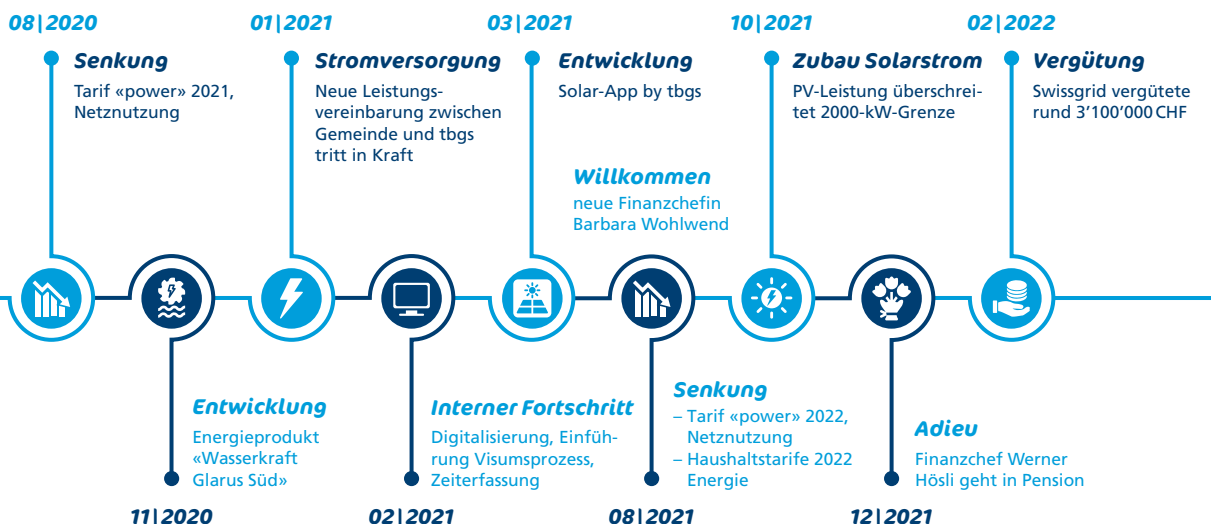 08|2020
Senkung
Tarif «power» 2021,
Netznutzung
01|2021
Stromversorgung
Neue Leistungs-
vereinbarung zwischen
Gemeinde und tbgs
tritt in Kraft
03|2021
Entwicklung
Solar-App by tbgs
Willkommen
neue Finanzchefin
Barbara Wohlwend
10|2021
Zubau Solarstrom
PV-Leistung überschrei-
tet 2000-kW-Grenze
02|2022
Vergütung
Swissgrid vergütete
rund 3’100’000 CHF
Entwicklung
Energieprodukt
«Wasserkraft
Glarus Süd»
11|2020
Interner Fortschritt
Digitalisierung, Einfüh-
rung Visumsprozess,
Zeiterfassung
02|2021
Senkung
– Tarif «power» 2022,
Netznutzung
– Haushaltstarife 2022
Energie
08|2021
Adieu
Finanzchef Werner
Hösli geht in Pension
12|2021